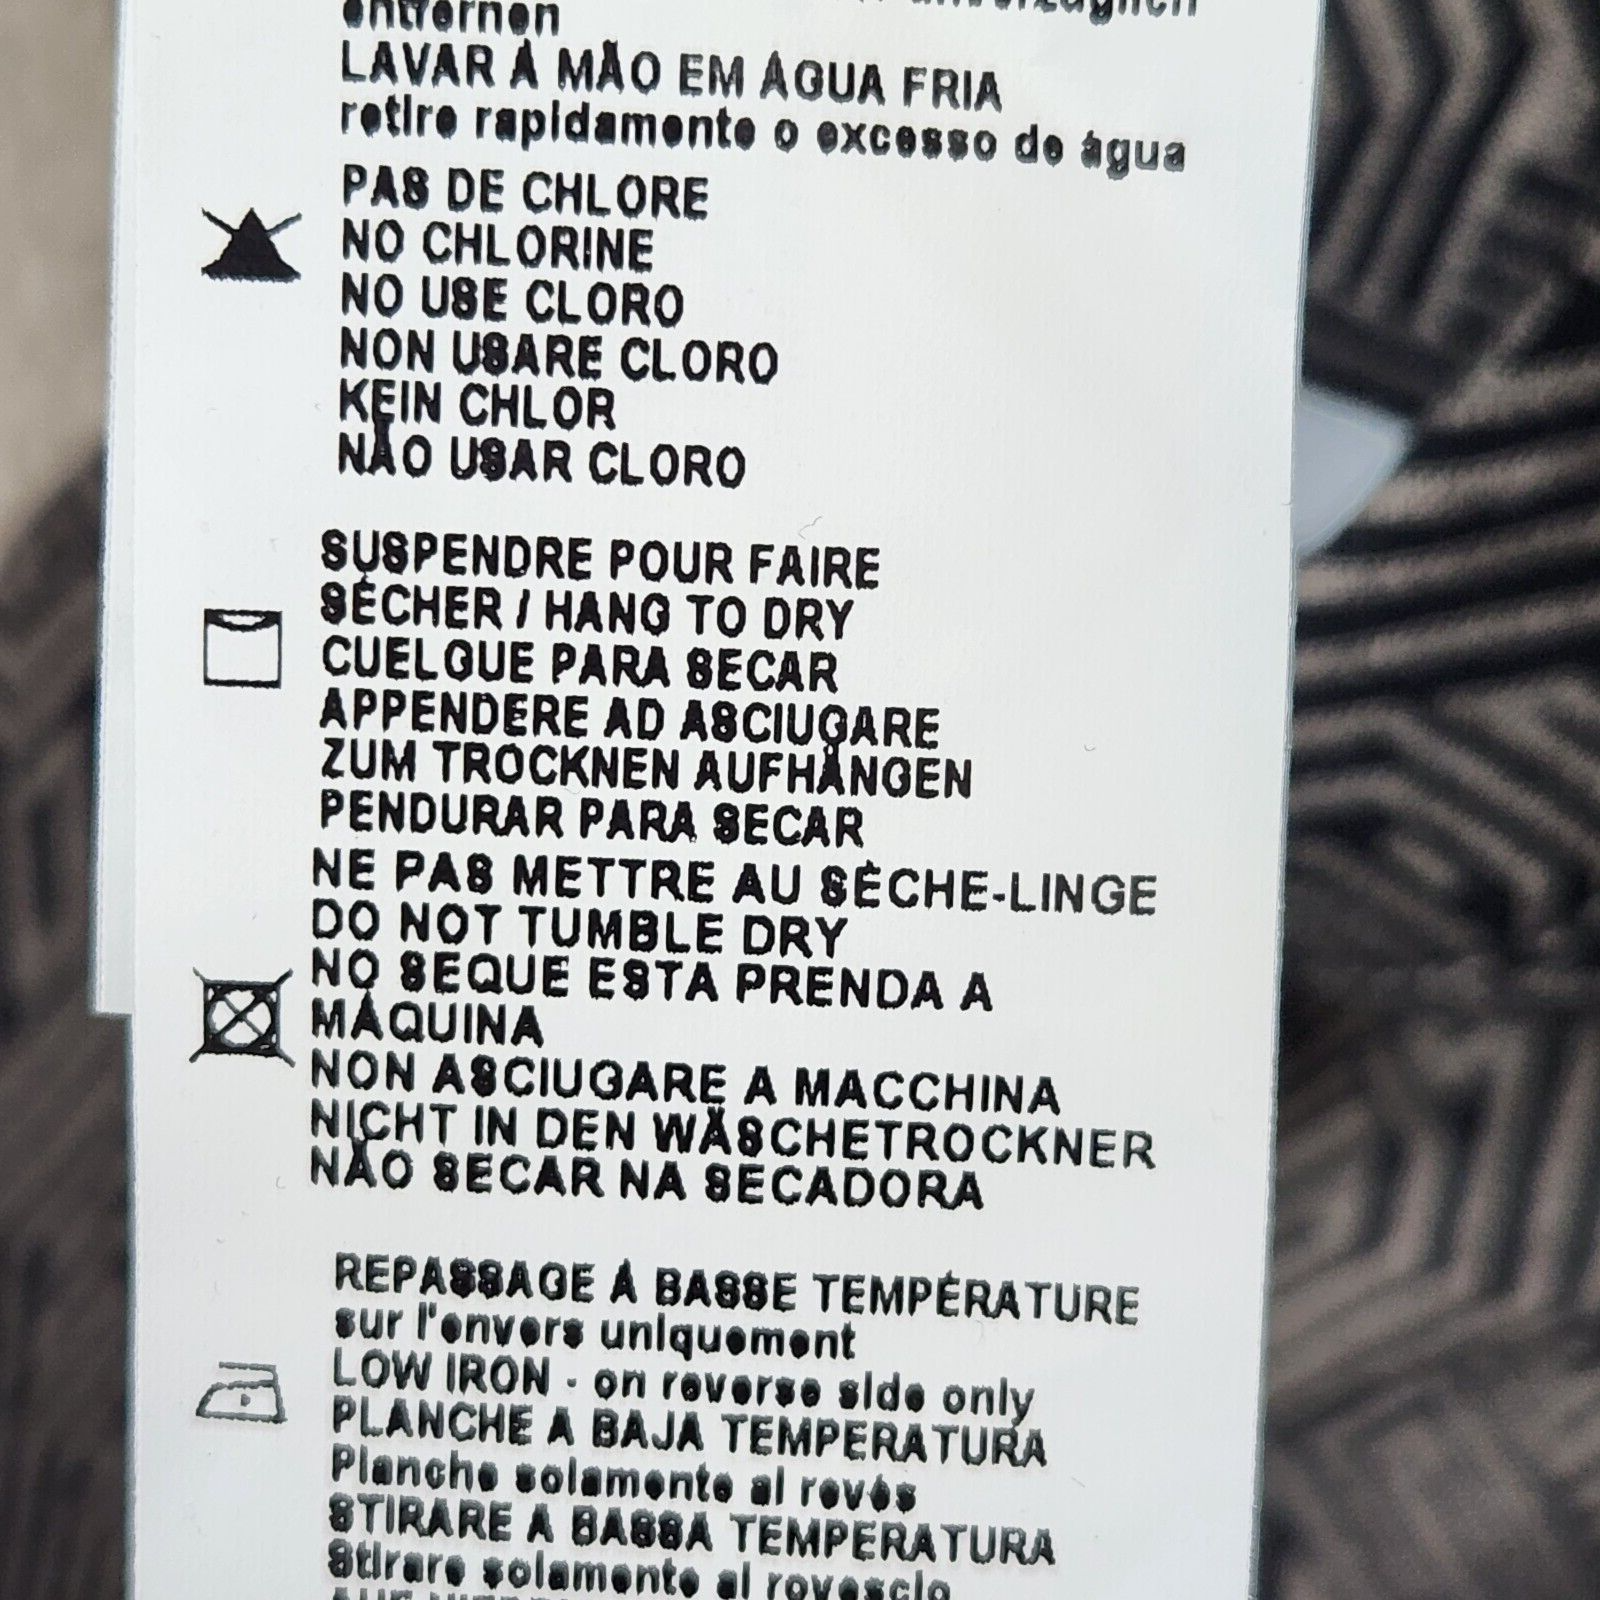 entfernen
LAVAR À MÃO EM ÁGUA FRIA
retire rapidamente o excesso de água
PAS DE CHLORE
NO CHLORINE
NO USE CLORO
NON USARE CLORO
KEIN CHLOR
NÃO USAR CLORO
SUSPENDRE POUR FAIRE
SÉCHER / HANG TO DRY
CUELGUE PARA SECAR
APPENDERE AD ASCIUGARE
ZUM TROCKNEN AUFHÄNGEN
PENDURAR PARA SECAR
NE PAS METTRE AU SÈCHE-LINGE
DO NOT TUMBLE DRY
NO SEQUE ESTA PRENDA A
MÁQUINA
NON ASCIUGARE A MACCHINA
NICHT IN DEN WÄSCHETROCKNER
NÃO SECAR NA SECADORA
REPASSAGE À BASSE TEMPÉRATURE
sur l'envers uniquement
LOW IRON - on reverse side only
PLANCHE A BAJA TEMPERATURA
Planche solamente al revés
STIRARE A BASSA TEMPERATURA
Stirare solamente al rovescio